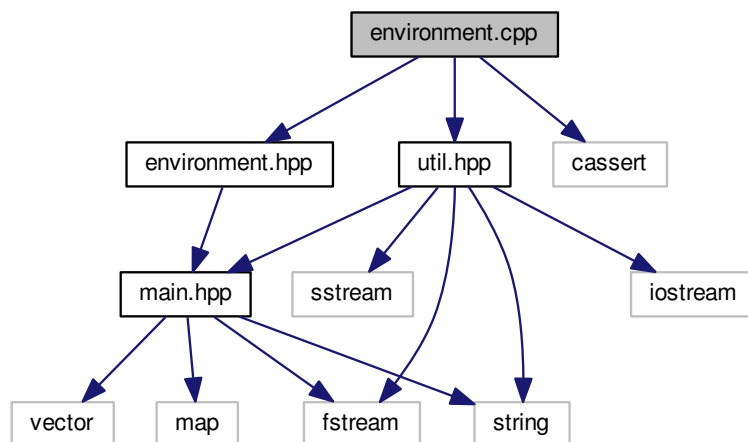 environment.cpp
environment.hpp
util.hpp
cassert
main.hpp
sstream
iostream
vector
map
fstream
string